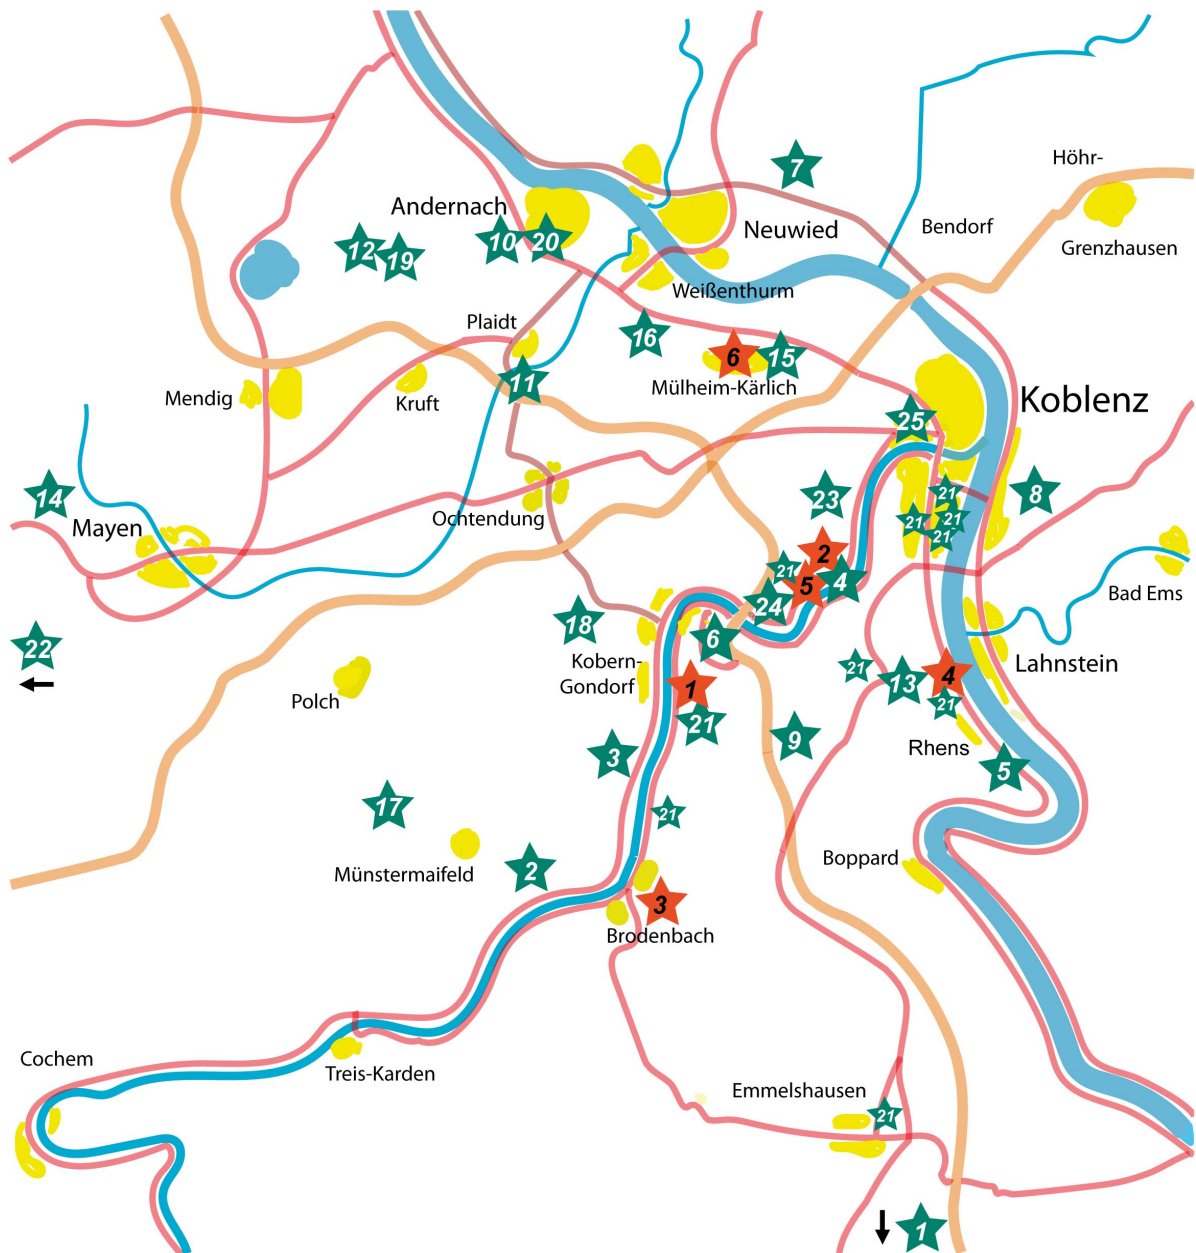 Höhr-
7
Andernach
Bendorf
Neuwied
12
19
10
20
Grenzhausen
Weißenthurm
Plaidt
16
6
15
11
Mülheim-Kärlich
Mendig
Kruft
Koblenz
25
14
23
21
8
Mayen
Ochtendung
21
21
21
2
21
5
4
Bad Ems
24
18
6
22
Kobern-
Gondorf
21
13
4
Lahnstein
Polch
1
21
21
3
9
Rhens
5
17
21
Münstermaifeld
2
Boppard
3
Brodenbach
Cochem
Treis-Karden
Emmelshausen
21
1